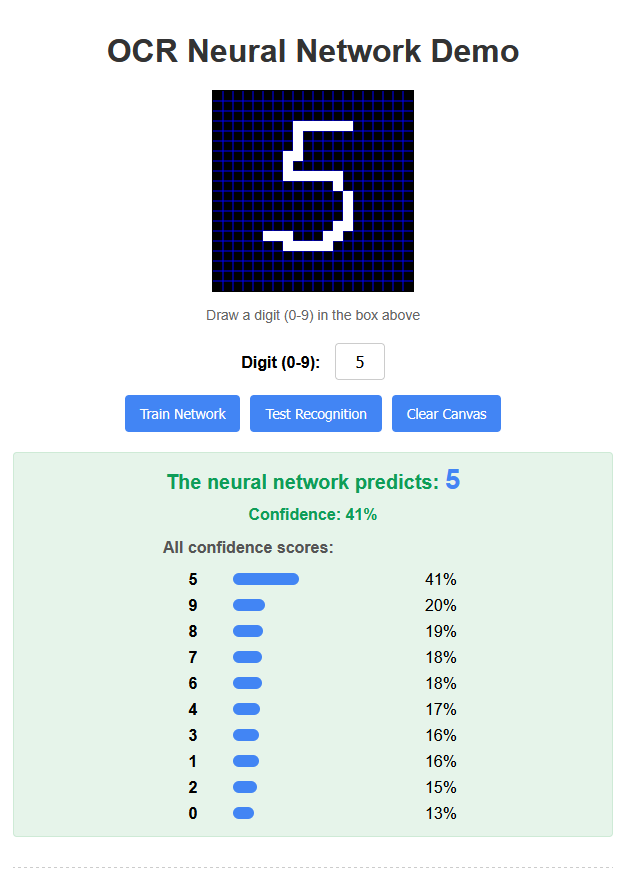 OCR Neural Network Demo
5
Draw a digit (0-9) in the box above
Digit (0-9): 5
Train Network Test Recognition Clear Canvas
The neural network predicts: 5
Confidence: 41%
All confidence scores:
5 41%
9 20%
8 19%
7 18%
6 18%
4 17%
3 16%
1 16%
2 15%
0 13%